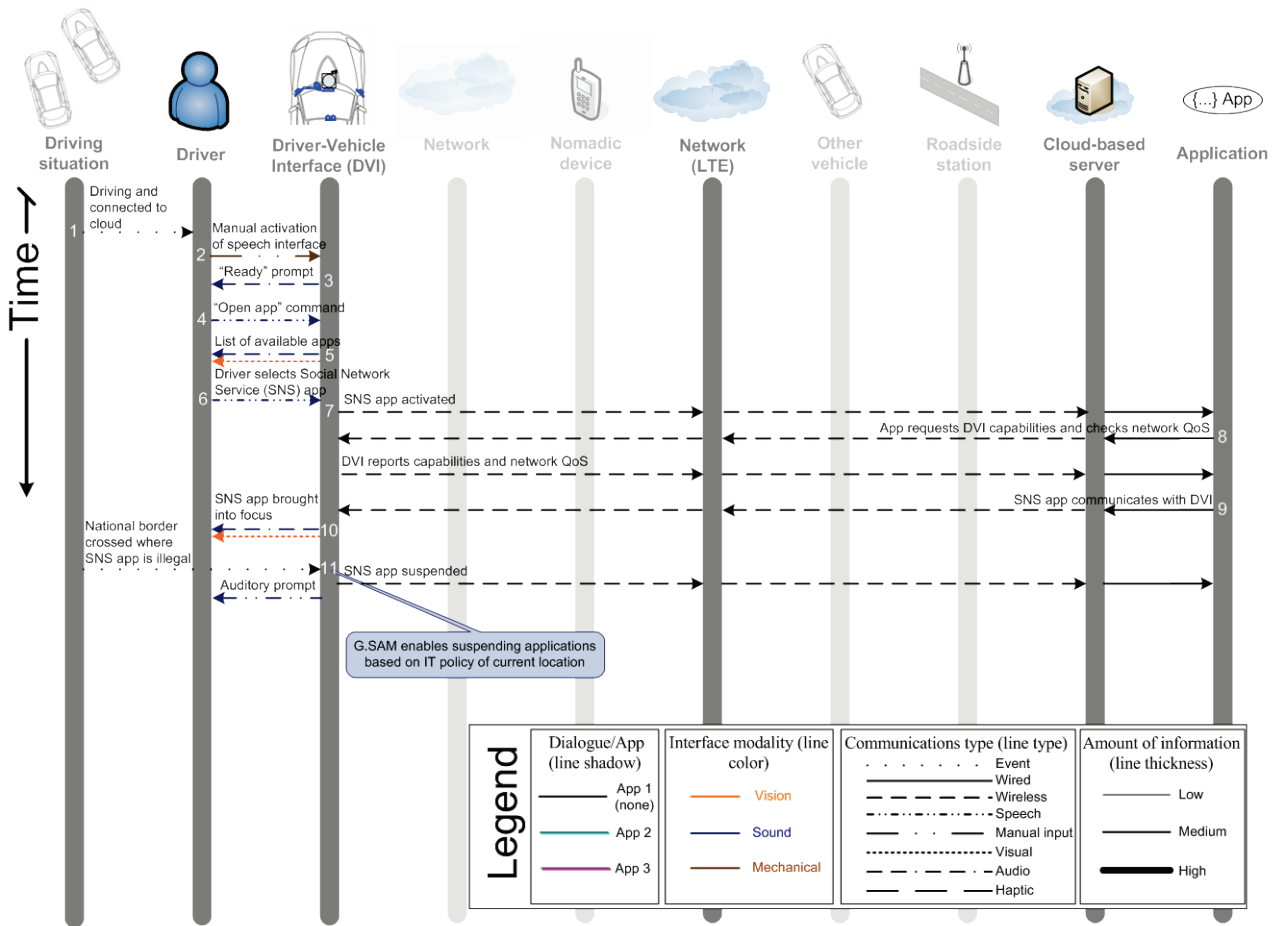 {...} App
Driving
situation
Driver
Driver-Vehicle
Interface (DVI)
Network
Nomadic
device
Network
(LTE)
Other
vehicle
Roadside
station
Cloud-based
server
Application
Time
Driving and
connected to
cloud
1
Manual activation
of speech interface
2
"Ready" prompt
3
"Open app" command
4
List of available apps
5
Driver selects Social Network
Service (SNS) app
6
7
SNS app activated
App requests DVI capabilities and checks network QoS
8
DVI reports capabilities and network QoS
SNS app communicates with DVI
9
SNS app brought
into focus
10
National border
crossed where
SNS app is illegal
11
SNS app suspended
Auditory prompt
G.SAM enables suspending applications
based on IT policy of current location
Legend
Dialogue/App
(line shadow)
App 1
(none)
App 2
App 3
Interface modality (line
color)
Vision
Sound
Mechanical
Communications type (line type)
Event
Wired
Wireless
Speech
Manual input
Visual
Audio
Haptic
Amount of information
(line thickness)
Low
Medium
High